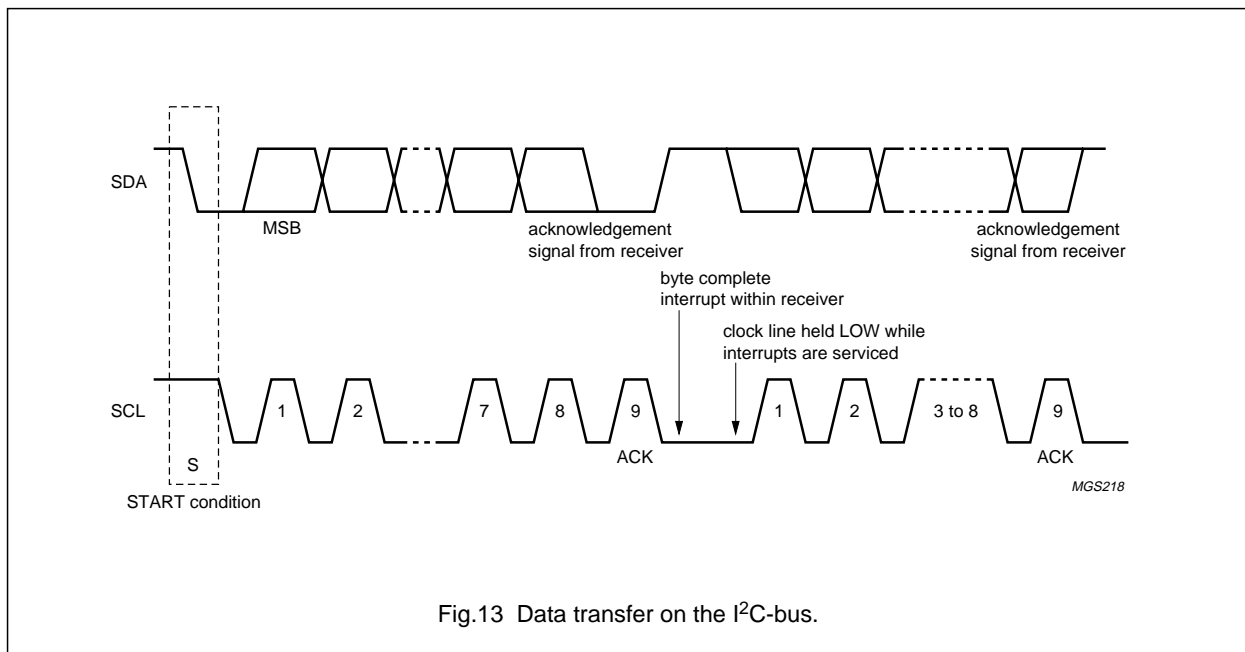 SDA
MSB
acknowledgement
signal from receiver
acknowledgement
signal from receiver
byte complete
interrupt within receiver
clock line held LOW while
interrupts are serviced
SCL
1
2
7
8
9
1
2
3 to 8
9
ACK
ACK
S
START condition
MGS218
Fig.13 Data transfer on the I²C-bus.